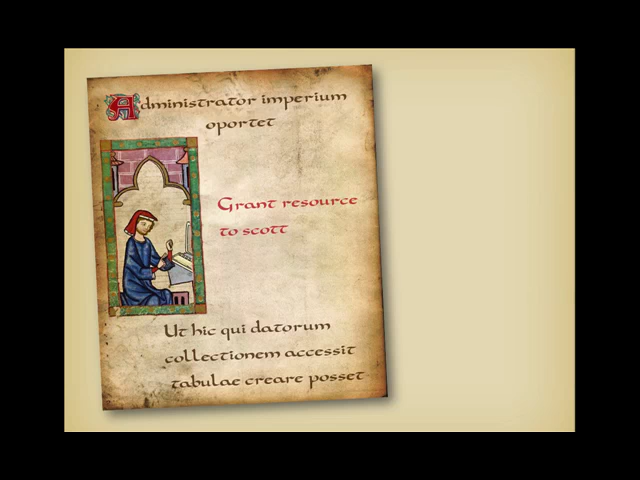 Administrator imperium
oportet
Grant resource
to scott
Ut hic qui datorum
collectionem accessit
tabulae creare posset